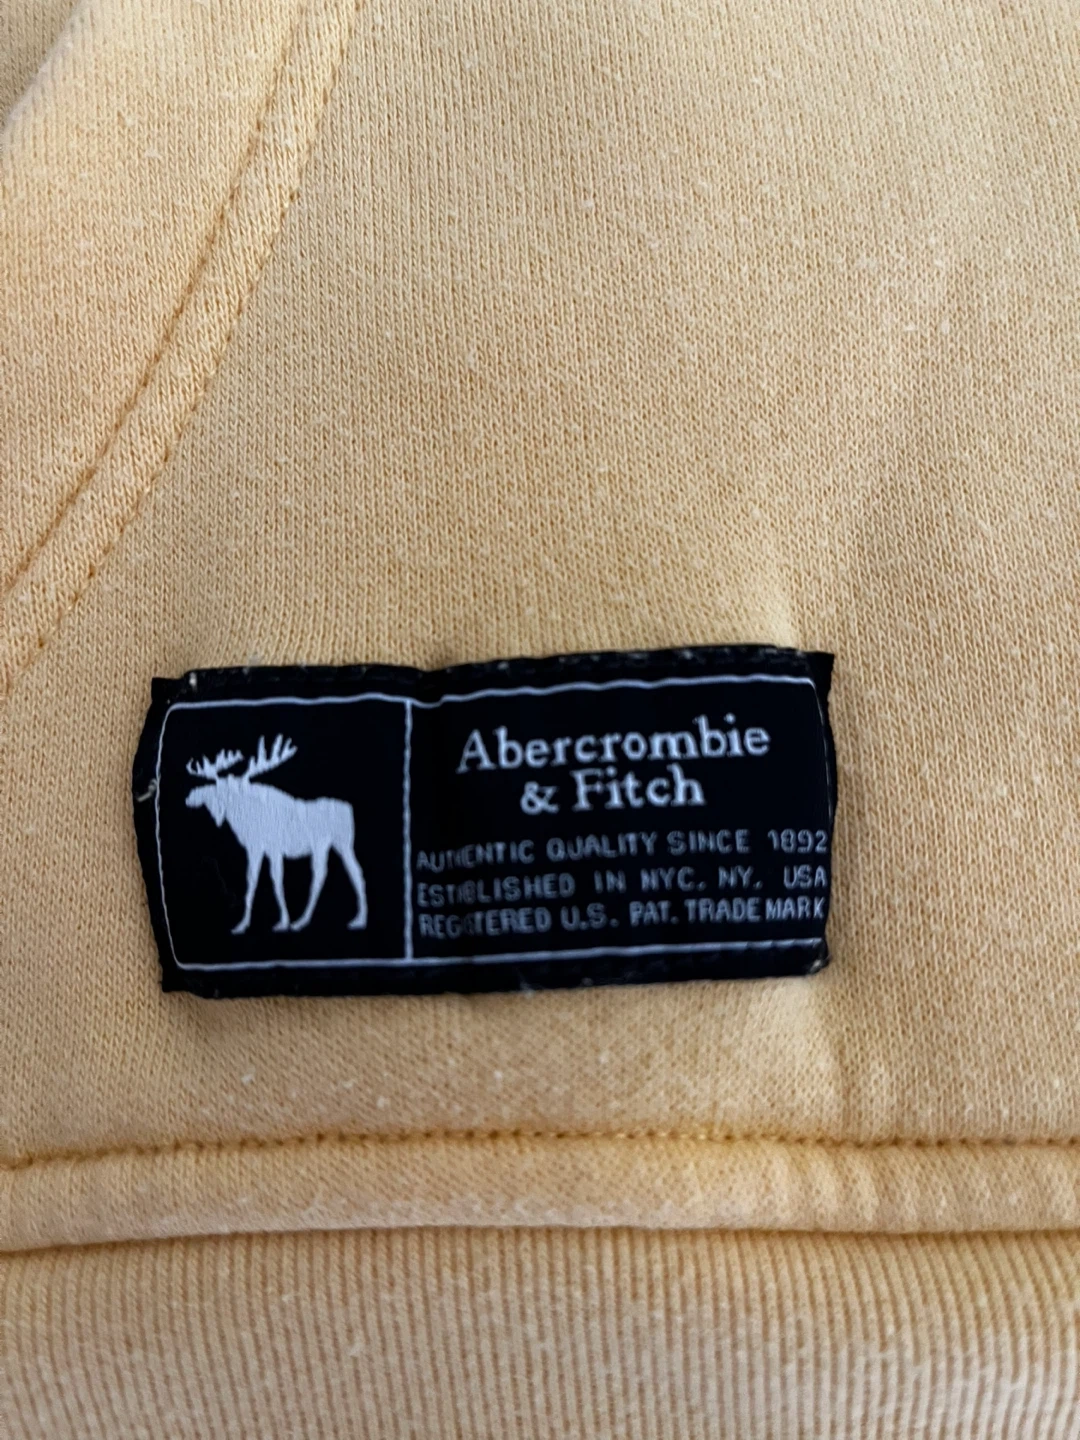 Abercrombie
& Fitch
AUTHENTIC QUALITY SINCE 1892
ESTABLISHED IN NYC. NY. USA
REGISTERED U.S. PAT. TRADE MARK